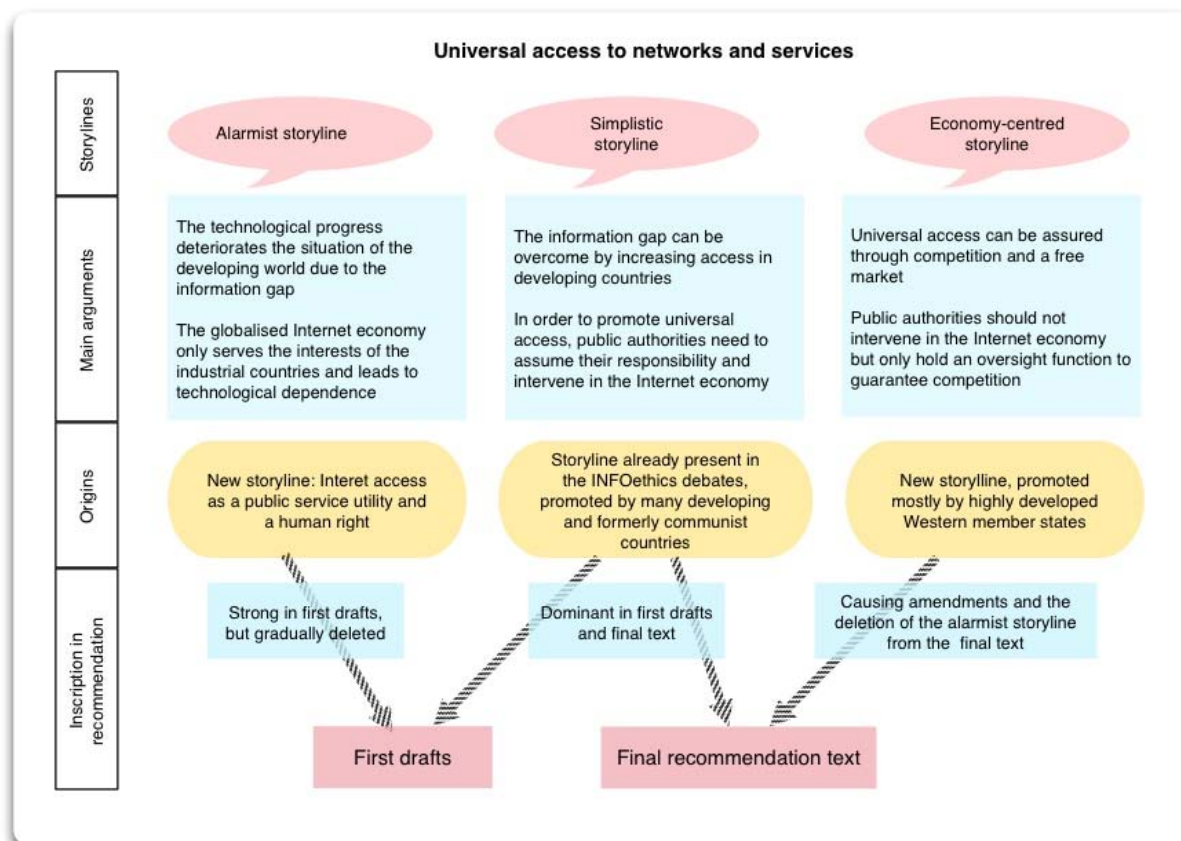 Universal access to networks and services
Storylines
Alarmist storyline
Simplistic
storyline
Economy-centred
storyline
Main arguments
The technological progress
deteriorates the situation of the
developing world due to the
information gap
The globalised Internet economy
only serves the interests of the
industrial countries and leads to
technological dependence
The information gap can be
overcome by increasing access in
developing countries
In order to promote universal
access, public authorities need to
assume their responsibility and
intervene in the Internet economy
Universal access can be assured
through competition and a free
market
Public authorities should not
intervene in the Internet economy
but only hold an oversight function to
guarantee competition
Origins
New storyline: Interet access
as a public service utility and
a human right
Storyline already present in
the INFOethics debates,
promoted by many developing
and formerly communist
countries
New storylline, promoted
mostly by highly developed
Western member states
Inscription in
recommendation
Strong in first drafts,
but gradually deleted
Dominant in first drafts
and final text
Causing amendments and the
deletion of the alarmist storyline
from the final text
First drafts
Final recommendation text